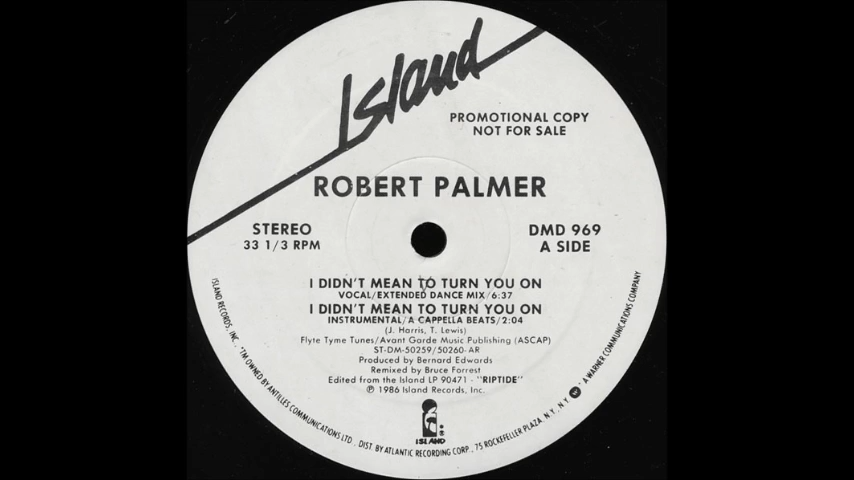 Island
PROMOTIONAL COPY
NOT FOR SALE
ROBERT PALMER
STEREO
33 1/3 RPM
DMD 969
A SIDE
I DIDN'T MEAN TO TURN YOU ON
VOCAL/EXTENDED DANCE MIX/6:37
I DIDN'T MEAN TO TURN YOU ON
INSTRUMENTAL/A CAPPELLA BEATS/2:04
(J. Harris, T. Lewis)
Flyte Tyme Tunes/Avant Garde Music Publishing (ASCAP)
ST-DM-50259/50260-AR
Produced by Bernard Edwards
Remixed by Bruce Forrest
Edited from the Island LP 90471 - "RIPTIDE"
℗ 1986 Island Records, Inc.
ISLAND
ISLAND RECORDS, INC. *TM OWNED BY ANTILLES COMMUNICATIONS LTD. DIST. BY ATLANTIC RECORDING CORP., 75 ROCKEFELLER PLAZA, N.Y., N.Y. A WARNER COMMUNICATIONS COMPANY